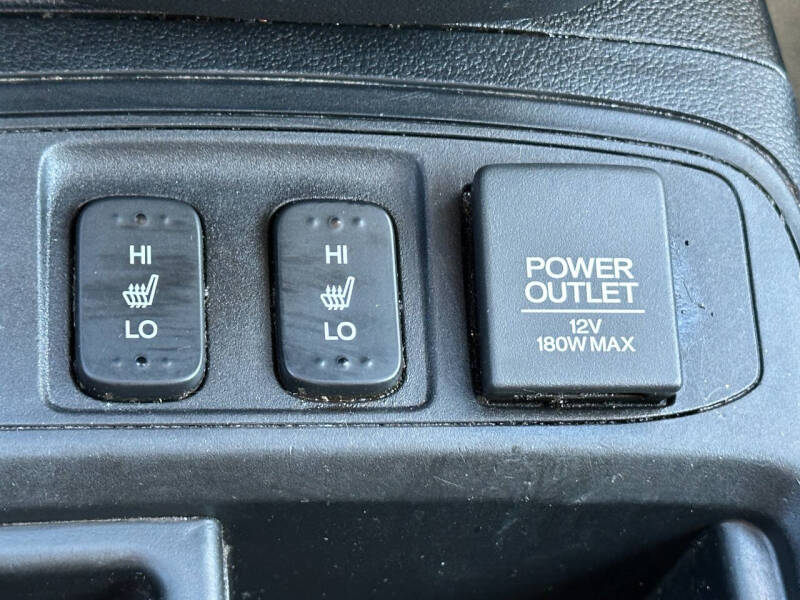 HI
LO
HI
LO
POWER
OUTLET
12V
180W MAX